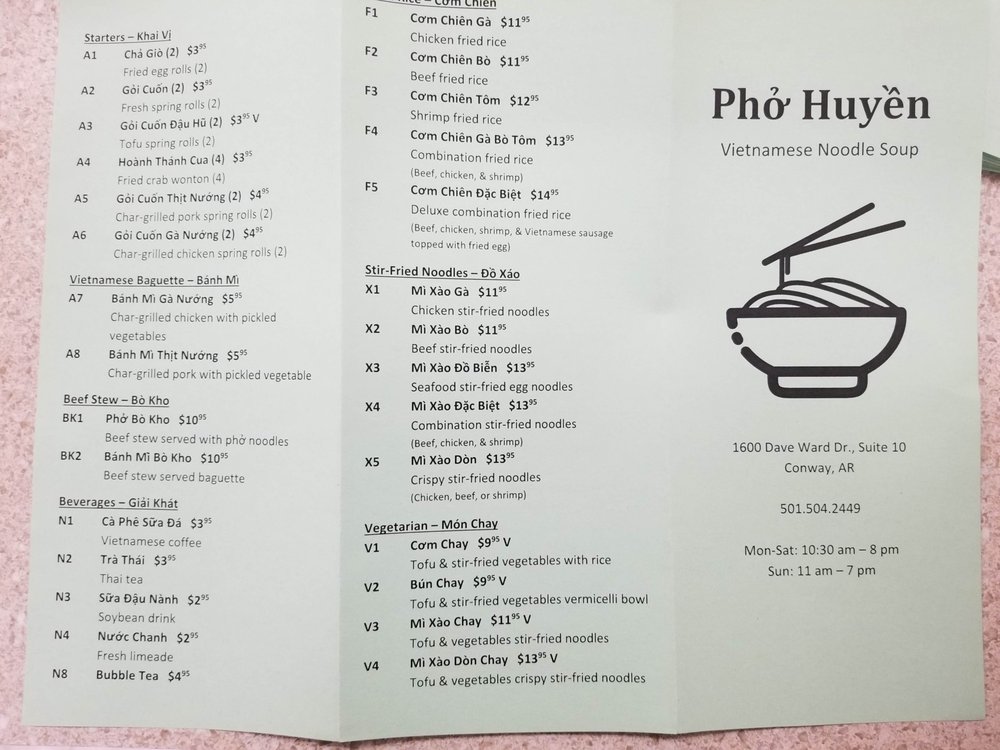 Starters – Khai Vị
A1 Chả Giò (2) $3.95
Fried egg rolls (2)
A2 Gỏi Cuốn (2) $3.95
Fresh spring rolls (2)
A3 Gỏi Cuốn Đậu Hũ (2) $3.95 V
Tofu spring rolls (2)
A4 Hoành Thánh Cua (4) $3.95
Fried crab wonton (4)
A5 Gỏi Cuốn Thịt Nướng (2) $4.95
Char-grilled pork spring rolls (2)
A6 Gỏi Cuốn Gà Nướng (2) $4.95
Char-grilled chicken spring rolls (2)
Vietnamese Baguette – Bánh Mì
A7 Bánh Mì Gà Nướng $5.95
Char-grilled chicken with pickled
vegetables
A8 Bánh Mì Thịt Nướng $5.95
Char-grilled pork with pickled vegetable
Beef Stew – Bò Kho
BK1 Phở Bò Kho $10.95
Beef stew served with phở noodles
BK2 Bánh Mì Bò Kho $10.95
Beef stew served baguette
Beverages – Giải Khát
N1 Cà Phê Sữa Đá $3.95
Vietnamese coffee
N2 Trà Thái $3.95
Thai tea
N3 Sữa Đậu Nành $2.95
Soybean drink
N4 Nước Chanh $2.95
Fresh limeade
N8 Bubble Tea $4.95
Rice – Cơm Chiên
F1 Cơm Chiên Gà $11.95
Chicken fried rice
F2 Cơm Chiên Bò $11.95
Beef fried rice
F3 Cơm Chiên Tôm $12.95
Shrimp fried rice
F4 Cơm Chiên Gà Bò Tôm $13.95
Combination fried rice
(Beef, chicken, & shrimp)
F5 Cơm Chiên Đặc Biệt $14.95
Deluxe combination fried rice
(Beef, chicken, shrimp, & Vietnamese sausage
topped with fried egg)
Stir-Fried Noodles – Đồ Xáo
X1 Mì Xào Gà $11.95
Chicken stir-fried noodles
X2 Mì Xào Bò $11.95
Beef stir-fried noodles
X3 Mì Xào Đồ Biển $13.95
Seafood stir-fried egg noodles
X4 Mì Xào Đặc Biệt $13.95
Combination stir-fried noodles
(Beef, chicken, & shrimp)
X5 Mì Xào Dòn $13.95
Crispy stir-fried noodles
(Chicken, beef, or shrimp)
Vegetarian – Món Chay
V1 Cơm Chay $9.95 V
Tofu & stir-fried vegetables with rice
V2 Bún Chay $9.95 V
Tofu & stir-fried vegetables vermicelli bowl
V3 Mì Xào Chay $11.95 V
Tofu & vegetables stir-fried noodles
V4 Mì Xào Dòn Chay $13.95 V
Tofu & vegetables crispy stir-fried noodles
Phở Huyền
Vietnamese Noodle Soup
1600 Dave Ward Dr., Suite 10
Conway, AR
501.504.2449
Mon-Sat: 10:30 am – 8 pm
Sun: 11 am – 7 pm